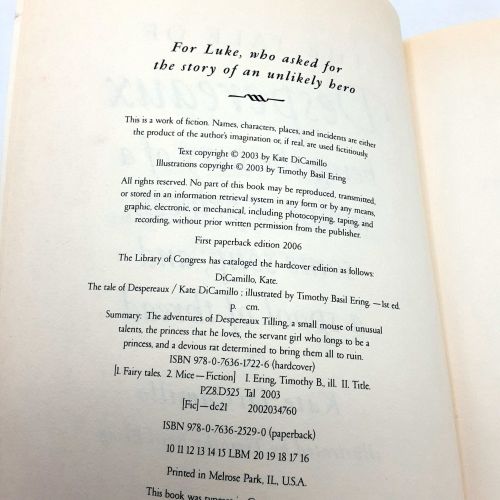 For Luke, who asked for
the story of an unlikely hero
This is a work of fiction. Names, characters, places, and incidents are either
the product of the author's imagination or, if real, are used fictitiously.
Text copyright © 2003 by Kate DiCamillo
Illustrations copyright © 2003 by Timothy Basil Ering
All rights reserved. No part of this book may be reproduced, transmitted,
or stored in an information retrieval system in any form or by any means,
graphic, electronic, or mechanical, including photocopying, taping, and
recording, without prior written permission from the publisher.
First paperback edition 2006
The Library of Congress has cataloged the hardcover edition as follows:
DiCamillo, Kate.
The tale of Despereaux / Kate DiCamillo ; illustrated by Timothy Basil Ering. —1st ed.
p. cm.
Summary: The adventures of Despereaux Tilling, a small mouse of unusual
talents, the princess that he loves, the servant girl who longs to be a
princess, and a devious rat determined to bring them all to ruin.
ISBN 978-0-7636-1722-6 (hardcover)
[1. Fairy tales. 2. Mice—Fiction] I. Ering, Timothy B., ill. II. Title.
PZ8.D525 Tal 2003
[Fic]—dc21 2002034760
ISBN 978-0-7636-2529-0 (paperback)
10 11 12 13 14 15 LBM 20 19 18 17 16
Printed in Melrose Park, IL, U.S.A.
This book was